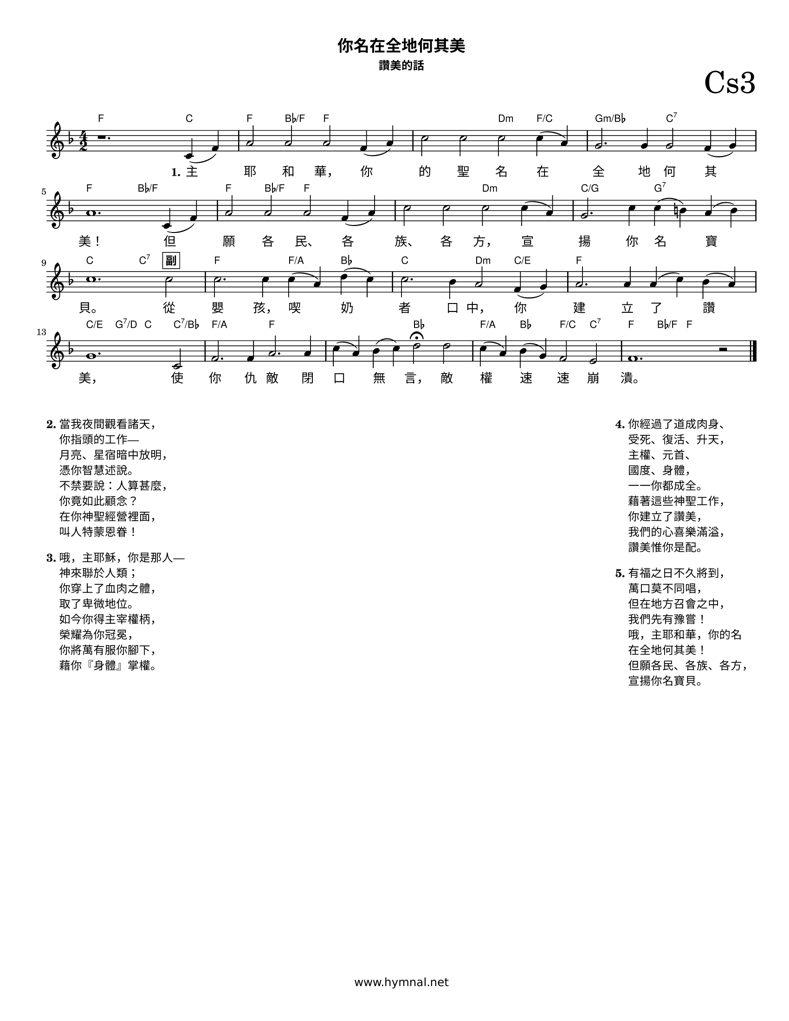 你名在全地何其美
讚美的話
Cs3
F C F B♭/F F Dm F/C Gm/B♭ C7
1. 主 耶 和 華， 你 的 聖 名 在 全 地 何 其
5 F B♭/F F B♭/F F Dm C/G G7
美！ 但 願 各 民、 各 族、 各 方， 宣 揚 你 名 寶
9 C C7 副 F F/A B♭ C Dm C/E F
貝。 從 嬰 孩， 喫 奶 者 口 中， 你 建 立 了 讚
13 C/E G7/D C C7/B♭ F/A F B♭ F/A B♭ F/C C7 F B♭/F F
美， 使 你 仇 敵 閉 口 無 言， 敵 權 速 速 崩 潰。
2. 當我夜間觀看諸天，
你指頭的工作—
月亮、星宿暗中放明，
憑你智慧述說。
不禁要說：人算甚麼，
你竟如此顧念？
在你神聖經營裡面，
叫人特蒙恩眷！
3. 哦，主耶穌，你是那人—
神來聯於人類；
你穿上了血肉之體，
取了卑微地位。
如今你得主宰權柄，
榮耀為你冠冕，
你將萬有服你腳下，
藉你『身體』掌權。
4. 你經過了道成肉身、
受死、復活、升天，
主權、元首、
國度、身體，
一一你都成全。
藉著這些神聖工作，
你建立了讚美，
我們的心喜樂滿溢，
讚美惟你是配。
5. 有福之日不久將到，
萬口莫不同唱，
但在地方召會之中，
我們先有豫嘗！
哦，主耶和華，你的名
在全地何其美！
但願各民、各族、各方，
宣揚你名寶貝。
www.hymnal.net